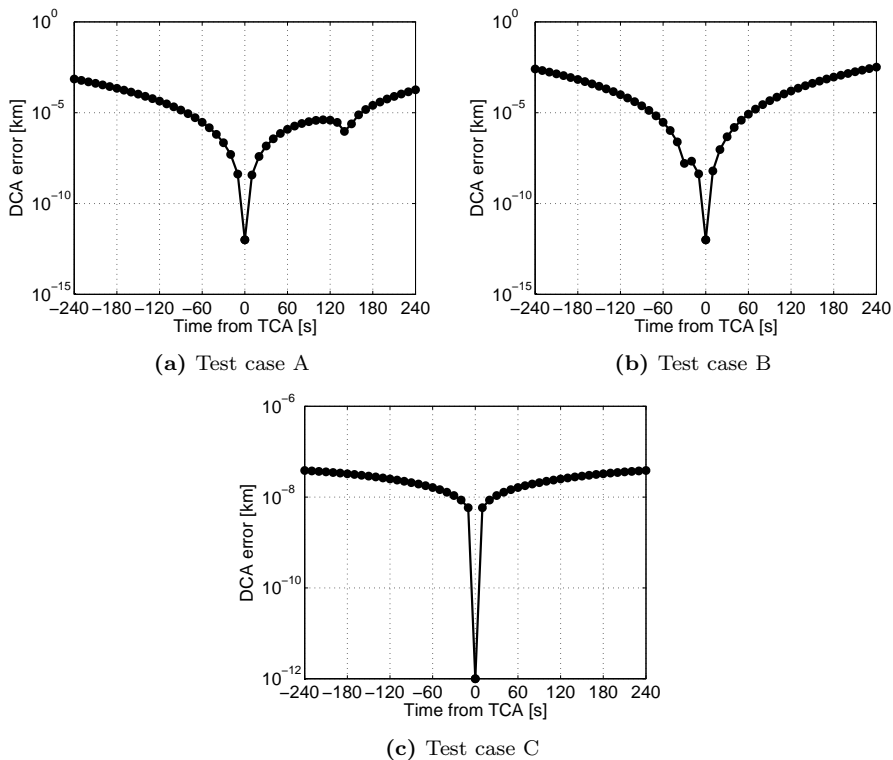 10^0
10^-5
10^-10
10^-15
DCA error [km]
-240 -180 -120 -60 0 60 120 180 240
Time from TCA [s]
(a) Test case A
10^0
10^-5
10^-10
10^-15
DCA error [km]
-240 -180 -120 -60 0 60 120 180 240
Time from TCA [s]
(b) Test case B
10^-6
10^-8
10^-10
10^-12
DCA error [km]
-240 -180 -120 -60 0 60 120 180 240
Time from TCA [s]
(c) Test case C